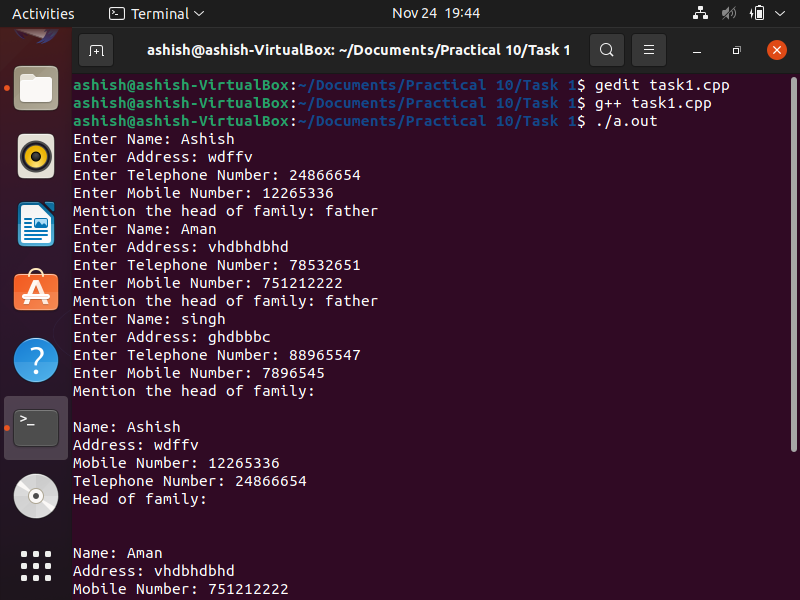 Activities
Terminal
Nov 24 19:44
ashish@ashish-VirtualBox: ~/Documents/Practical 10/Task 1
ashish@ashish-VirtualBox:~/Documents/Practical 10/Task 1$ gedit task1.cpp
ashish@ashish-VirtualBox:~/Documents/Practical 10/Task 1$ g++ task1.cpp
ashish@ashish-VirtualBox:~/Documents/Practical 10/Task 1$ ./a.out
Enter Name: Ashish
Enter Address: wdffv
Enter Telephone Number: 24866654
Enter Mobile Number: 12265336
Mention the head of family: father
Enter Name: Aman
Enter Address: vhdbhdbhd
Enter Telephone Number: 78532651
Enter Mobile Number: 751212222
Mention the head of family: father
Enter Name: singh
Enter Address: ghdbbbc
Enter Telephone Number: 88965547
Enter Mobile Number: 7896545
Mention the head of family:
Name: Ashish
Address: wdffv
Mobile Number: 12265336
Telephone Number: 24866654
Head of family:
Name: Aman
Address: vhdbhdbhd
Mobile Number: 751212222